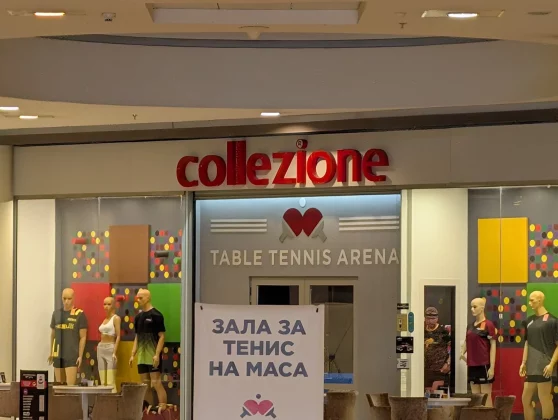 collezione
TABLE TENNIS ARENA
ЗАЛА ЗА
ТЕНИС
НА МАСА